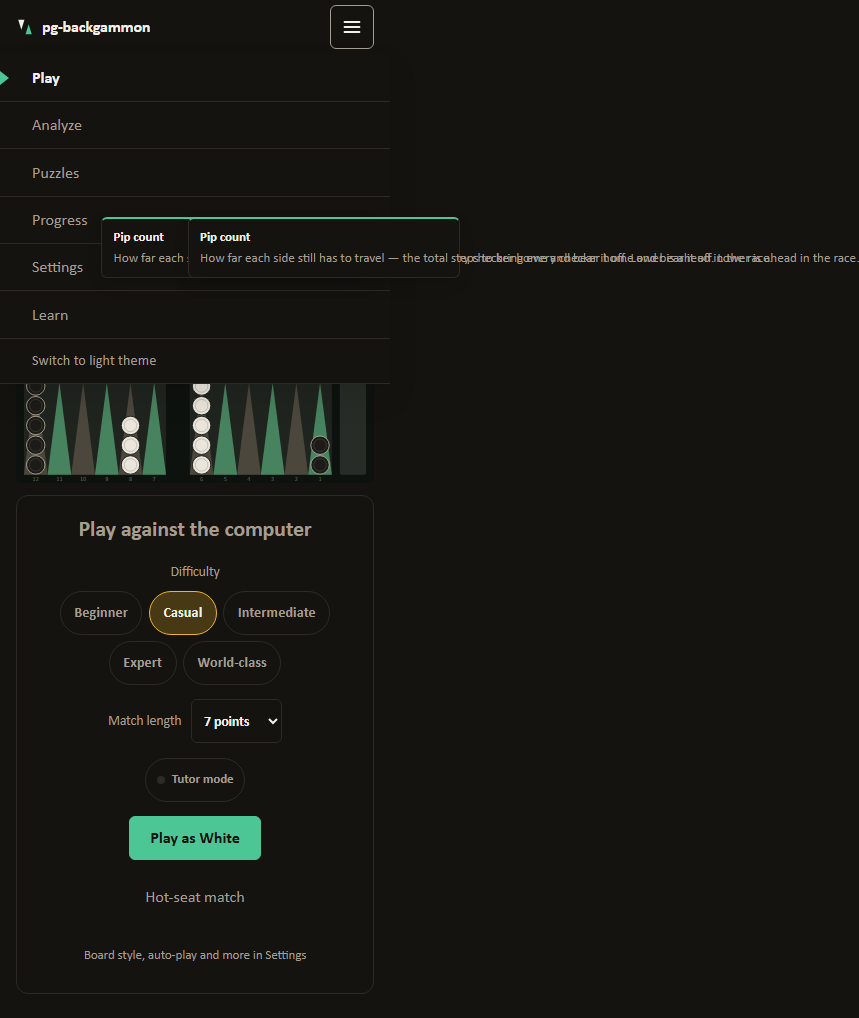 pg-backgammon
Play
Analyze
Puzzles
Progress
Settings
Learn
Switch to light theme
Pip count
How far each
Pip count
How far each side still has to travel — the total steps to bring every checker home and bear it off. Lower is ahead in the race.
12 11 10 9 8 7 6 5 4 3 2 1
Play against the computer
Difficulty
Beginner
Casual
Intermediate
Expert
World-class
Match length
7 points
Tutor mode
Play as White
Hot-seat match
Board style, auto-play and more in Settings